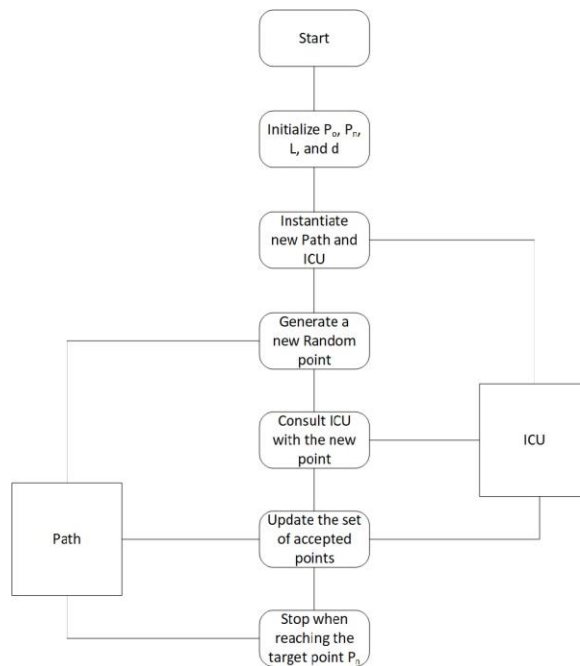 Start
Initialize Pₒ, Pₙ,
L, and d
Instantiate
new Path and
ICU
Generate a
new Random
point
Consult ICU
with the new
point
ICU
Path
Update the set
of accepted
points
Stop when
reaching the
target point Pₙ